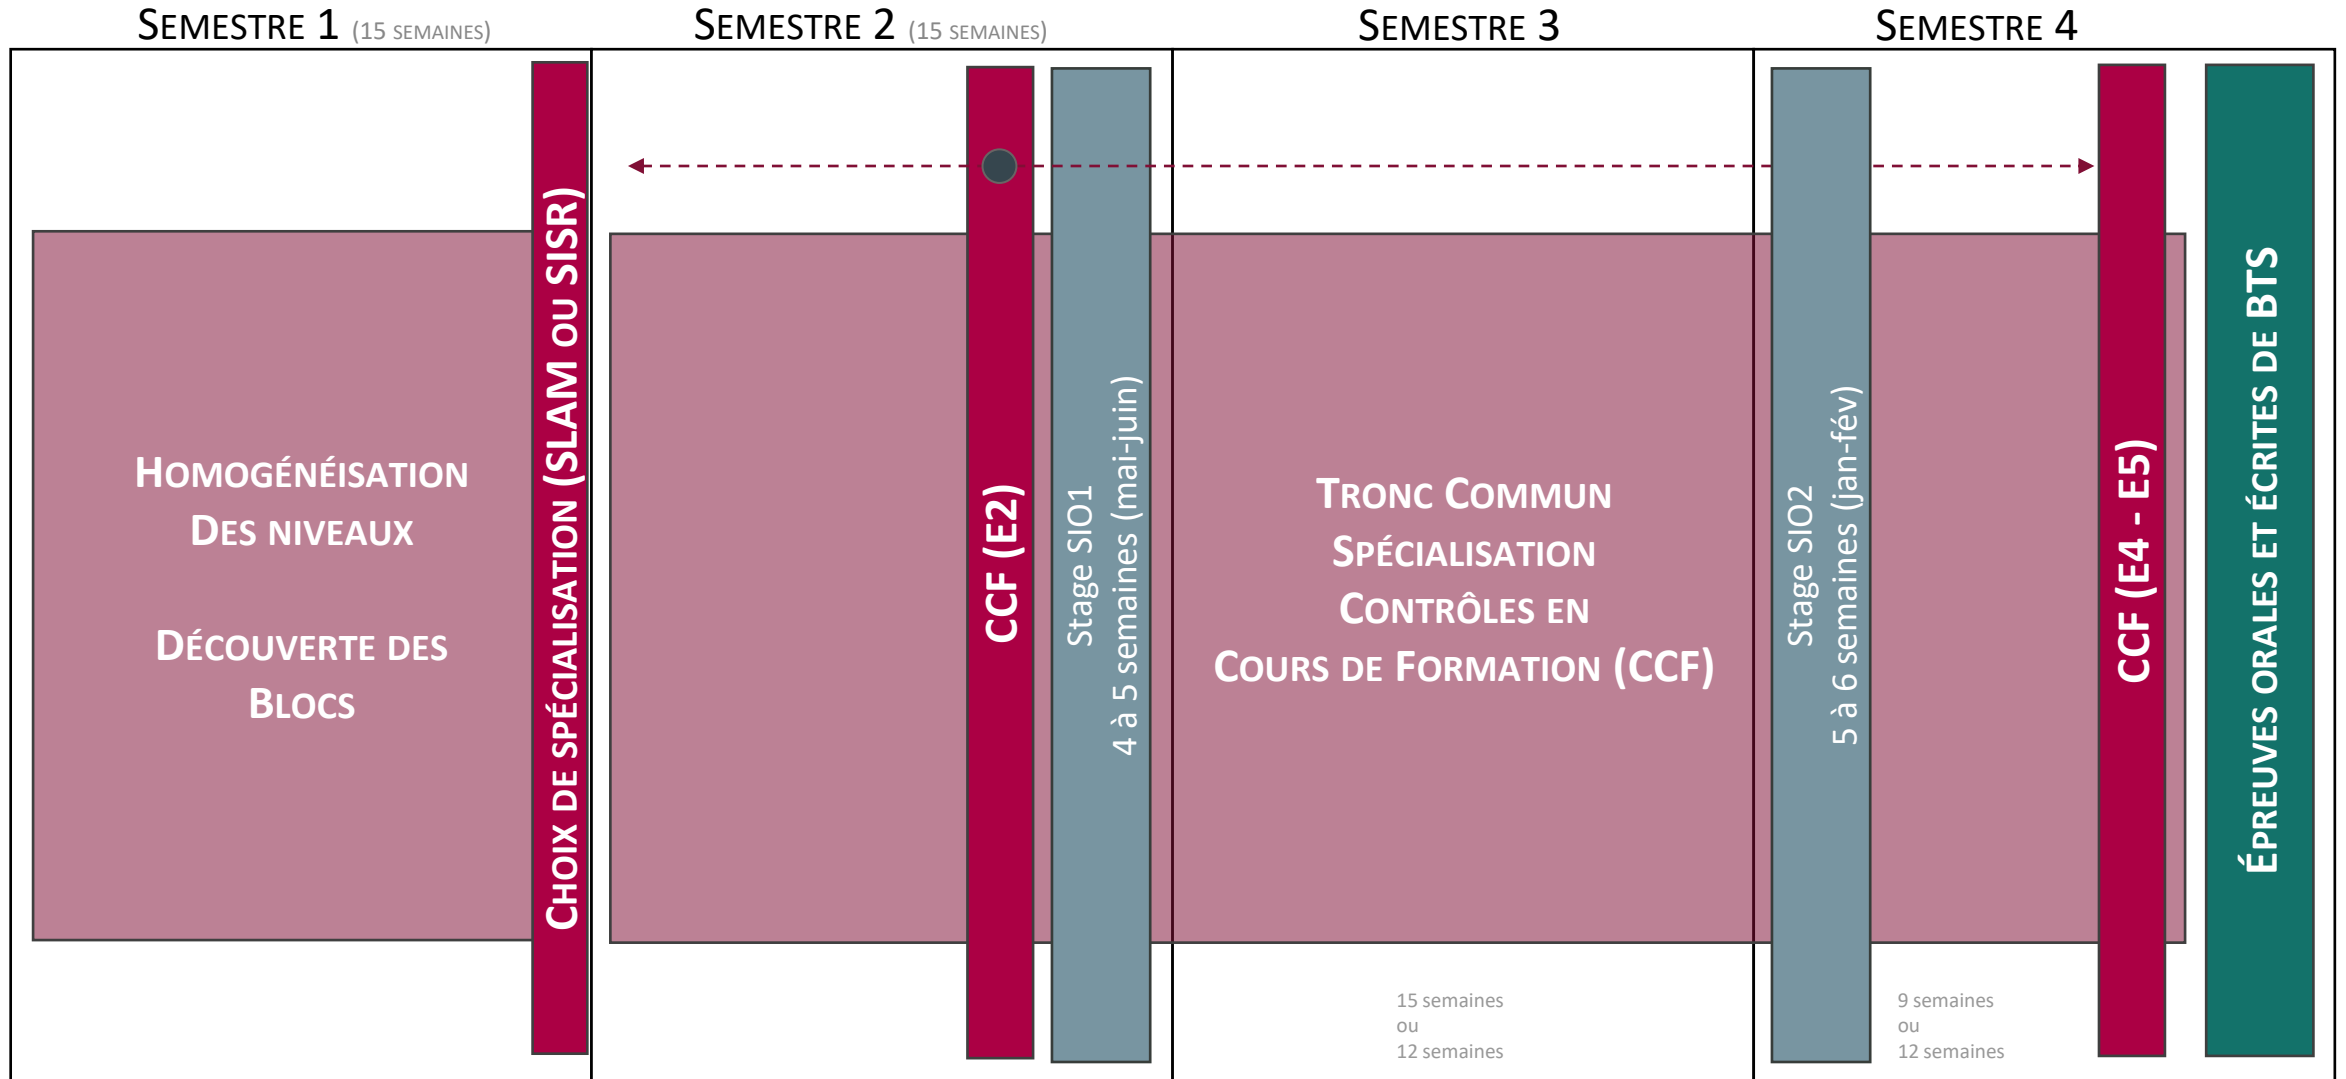 SEMESTRE 1 (15 SEMAINES)
SEMESTRE 2 (15 SEMAINES)
SEMESTRE 3
SEMESTRE 4
HOMOGÉNÉISATION
DES NIVEAUX
DÉCOUVERTE DES
BLOCS
CHOIX DE SPÉCIALISATION (SLAM OU SISR)
CCF (E2)
Stage SIO1
4 à 5 semaines (mai-juin)
TRONC COMMUN
SPÉCIALISATION
CONTRÔLES EN
COURS DE FORMATION (CCF)
15 semaines
ou
12 semaines
Stage SIO2
5 à 6 semaines (jan-fév)
9 semaines
ou
12 semaines
CCF (E4 - E5)
ÉPREUVES ORALES ET ÉCRITES DE BTS